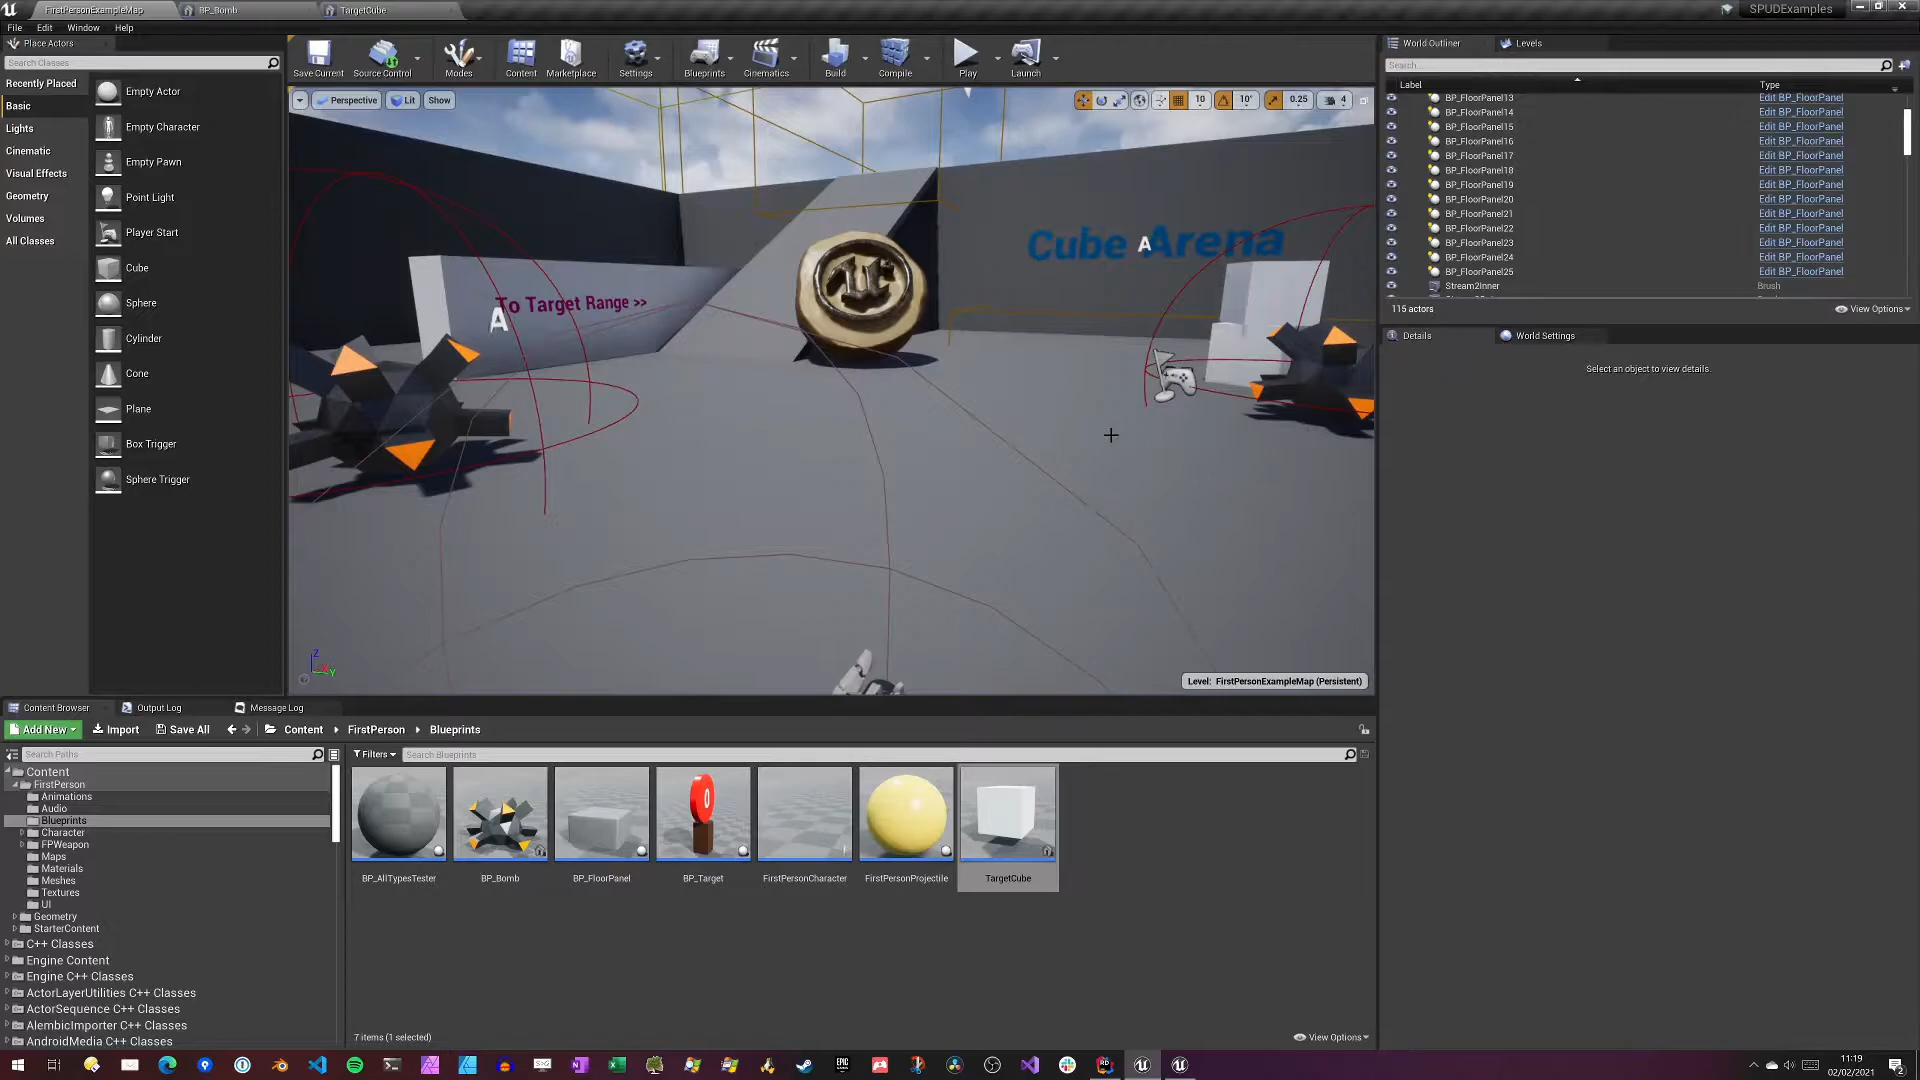 FirstPersonExampleMap
BP_Bomb
TargetCube
SPUDExamples
File Edit Window Help
Place Actors
Search Classes
Recently Placed
Basic
Lights
Cinematic
Visual Effects
Geometry
Volumes
All Classes
Empty Actor
Empty Character
Empty Pawn
Point Light
Player Start
Cube
Sphere
Cylinder
Cone
Plane
Box Trigger
Sphere Trigger
Save Current
Source Control
Modes
Content
Marketplace
Settings
Blueprints
Cinematics
Build
Compile
Play
Launch
Perspective
Lit
Show
10
10°
0.25
4
To Target Range >>
A
Cube Arena
A
Z
Y
Level: FirstPersonExampleMap (Persistent)
World Outliner
Levels
Search...
Label Type
BP_FloorPanel13 Edit BP_FloorPanel
BP_FloorPanel14 Edit BP_FloorPanel
BP_FloorPanel15 Edit BP_FloorPanel
BP_FloorPanel16 Edit BP_FloorPanel
BP_FloorPanel17 Edit BP_FloorPanel
BP_FloorPanel18 Edit BP_FloorPanel
BP_FloorPanel19 Edit BP_FloorPanel
BP_FloorPanel20 Edit BP_FloorPanel
BP_FloorPanel21 Edit BP_FloorPanel
BP_FloorPanel22 Edit BP_FloorPanel
BP_FloorPanel23 Edit BP_FloorPanel
BP_FloorPanel24 Edit BP_FloorPanel
BP_FloorPanel25 Edit BP_FloorPanel
Stream2Inner Brush
115 actors
View Options
Details
World Settings
Select an object to view details.
Content Browser
Output Log
Message Log
Add New
Import
Save All
Content
FirstPerson
Blueprints
Search Paths
Filters
Search Blueprints
Content
FirstPerson
Animations
Audio
Blueprints
Character
FPWeapon
Maps
Materials
Meshes
Textures
UI
Geometry
StarterContent
C++ Classes
Engine Content
Engine C++ Classes
ActorLayerUtilities C++ Classes
ActorSequence C++ Classes
AlembicImporter C++ Classes
AndroidMedia C++ Classes
0
BP_AllTypesTester
BP_Bomb
BP_FloorPanel
BP_Target
FirstPersonCharacter
FirstPersonProjectile
TargetCube
7 items (1 selected)
View Options
11:19
02/02/2021